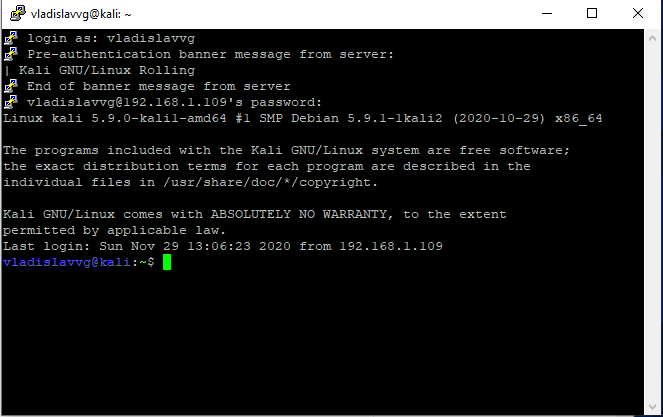 vladislavvg@kali: ~
login as: vladislavvg
Pre-authentication banner message from server:
| Kali GNU/Linux Rolling
End of banner message from server
vladislavvg@192.168.1.109's password:
Linux kali 5.9.0-kali1-amd64 #1 SMP Debian 5.9.1-1kali2 (2020-10-29) x86_64
The programs included with the Kali GNU/Linux system are free software;
the exact distribution terms for each program are described in the
individual files in /usr/share/doc/*/copyright.
Kali GNU/Linux comes with ABSOLUTELY NO WARRANTY, to the extent
permitted by applicable law.
Last login: Sun Nov 29 13:06:23 2020 from 192.168.1.109
vladislavvg@kali:~$